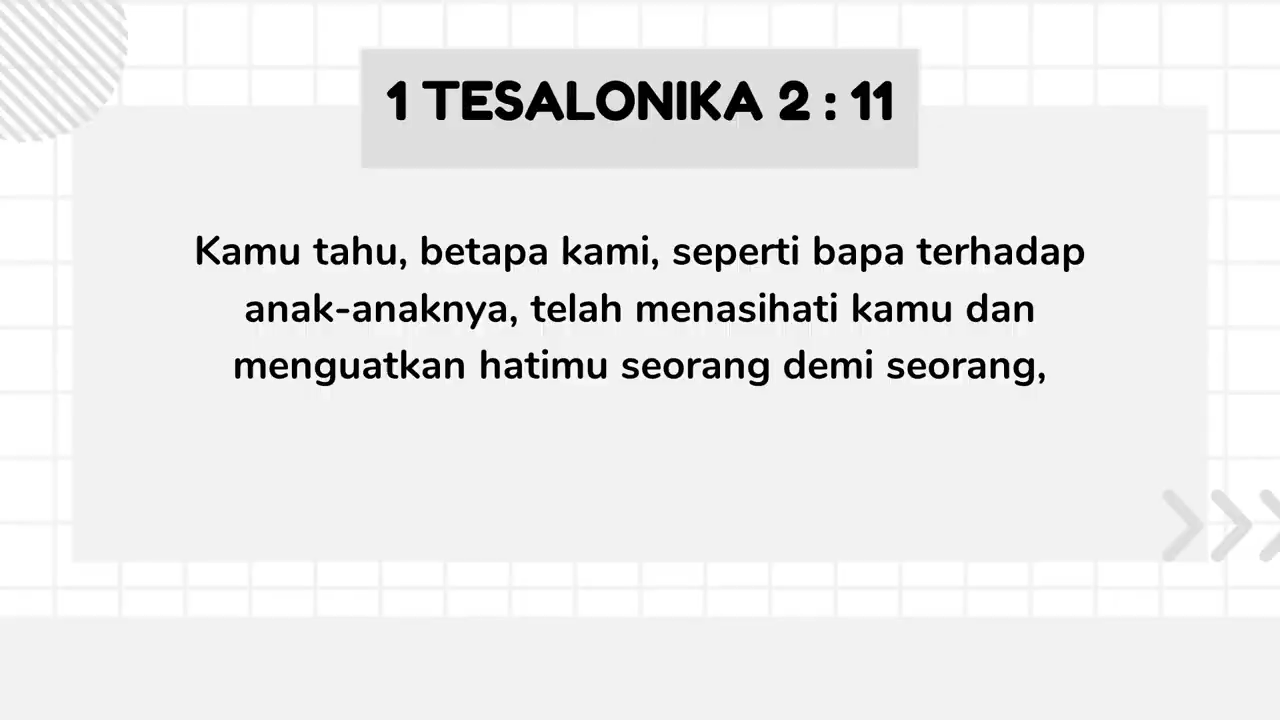 1 TESALONIKA 2 : 11
Kamu tahu, betapa kami, seperti bapa terhadap
anak-anaknya, telah menasihati kamu dan
menguatkan hatimu seorang demi seorang,